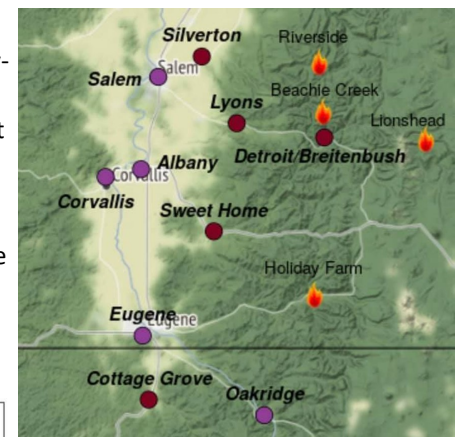 Riverside
Silverton
Salem
Salem
Beachie Creek
Lyons
Lionshead
Detroit/Breitenbush
Albany
Corvallis
Corvallis
Sweet Home
Holiday Farm
Eugene
Eugene
Cottage Grove
Oakridge